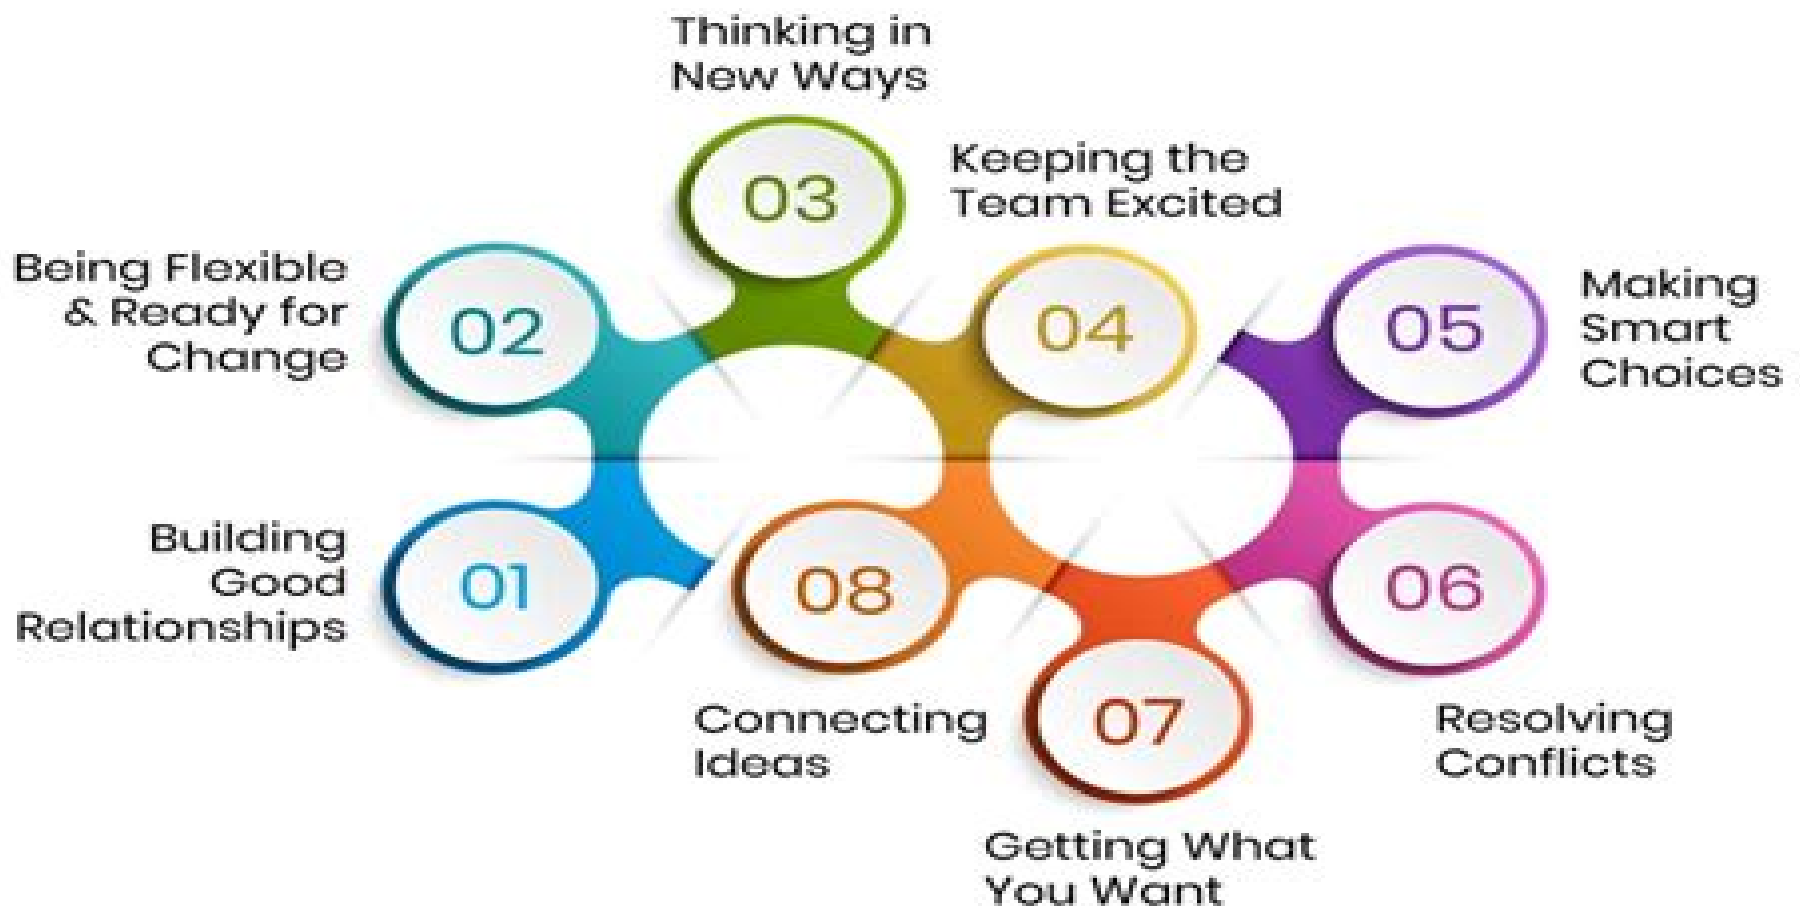 Thinking in
New Ways
03
Keeping the
Team Excited
Being Flexible
& Ready for
Change
02
04
05
Making
Smart
Choices
Building
Good
Relationships
01
08
06
07
Connecting
Ideas
Resolving
Conflicts
Getting What
You Want